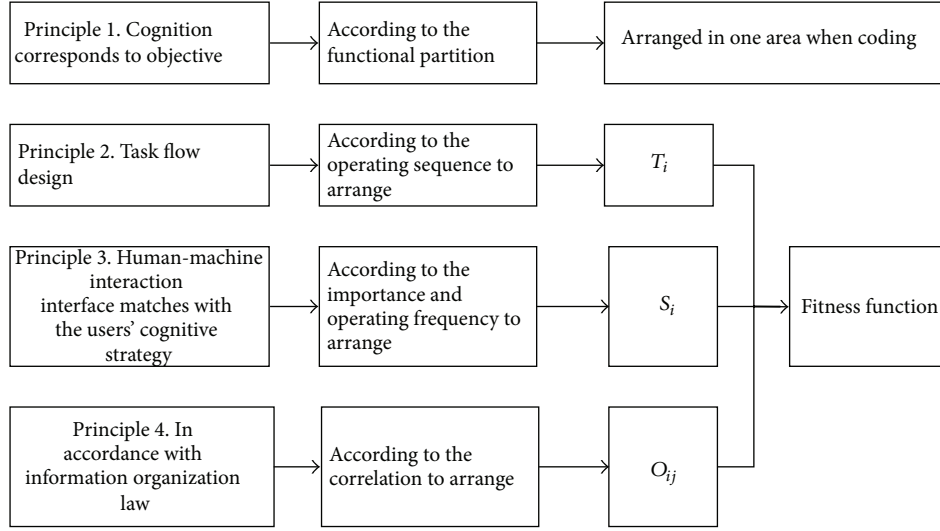 Principle 1. Cognition
corresponds to objective
According to the
functional partition
Arranged in one area when coding
Principle 2. Task flow
design
According to the
operating sequence to
arrange
T_i
Principle 3. Human-machine
interaction
interface matches with
the users' cognitive
strategy
According to the
importance and
operating frequency to
arrange
S_i
Fitness function
Principle 4. In
accordance with
information organization
law
According to the
correlation to arrange
O_ij